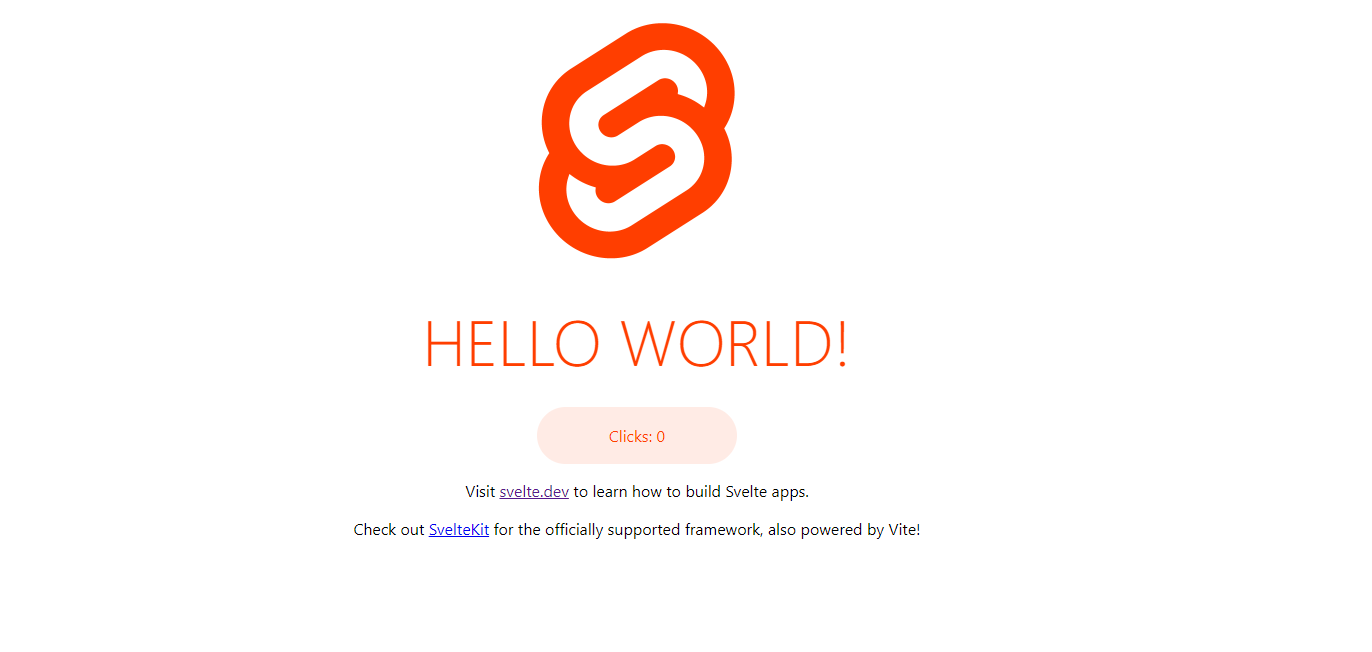 HELLO WORLD!
Clicks: 0
Visit svelte.dev to learn how to build Svelte apps.
Check out SvelteKit for the officially supported framework, also powered by Vite!